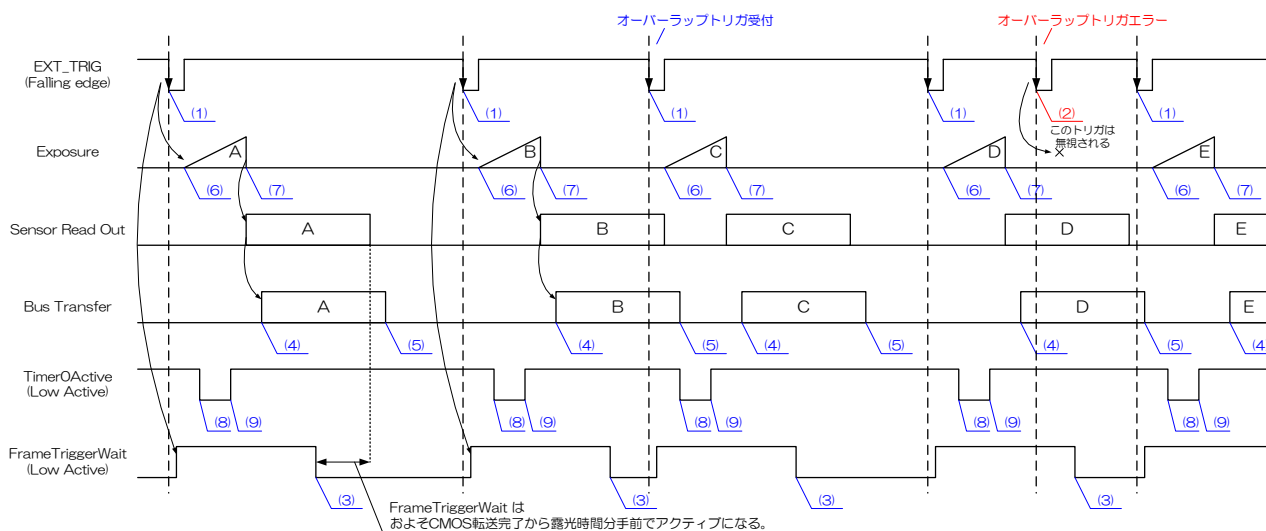 オーバーラップトリガ受付
オーバーラップトリガエラー
EXT_TRIG
(Falling edge)
(1)
(1)
(1)
(1)
(2)
(1)
このトリガは
無視される
Exposure
A
B
C
D
×
E
(6)
(7)
(6)
(7)
(6)
(7)
(6)
(7)
(6)
(7)
Sensor Read Out
A
B
C
D
E
Bus Transfer
A
B
C
D
E
(4)
(5)
(4)
(5)
(4)
(5)
(4)
(5)
(4
Timer0Active
(Low Active)
(8)
(9)
(8)
(9)
(8)
(9)
(8)
(9)
(8)
(9)
FrameTriggerWait
(Low Active)
(3)
(3)
(3)
(3)
FrameTriggerWait は
およそCMOS転送完了から露光時間分手前でアクティブになる。